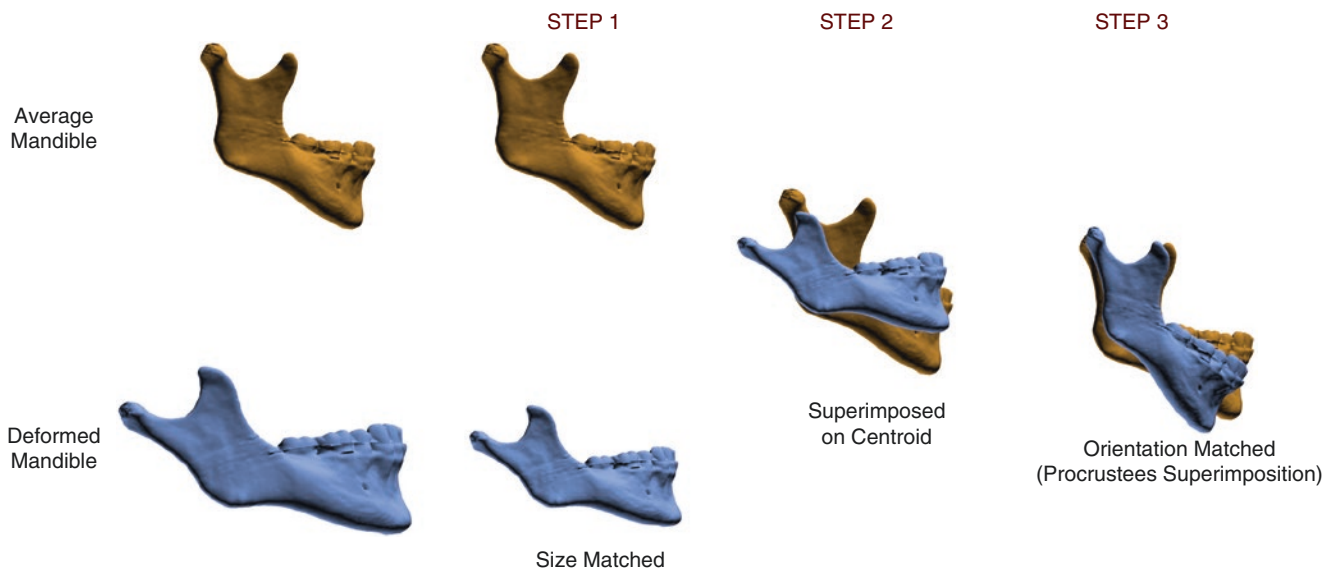 STEP 1
STEP 2
STEP 3
Average
Mandible
Deformed
Mandible
Size Matched
Superimposed
on Centroid
Orientation Matched
(Procrustees Superimposition)